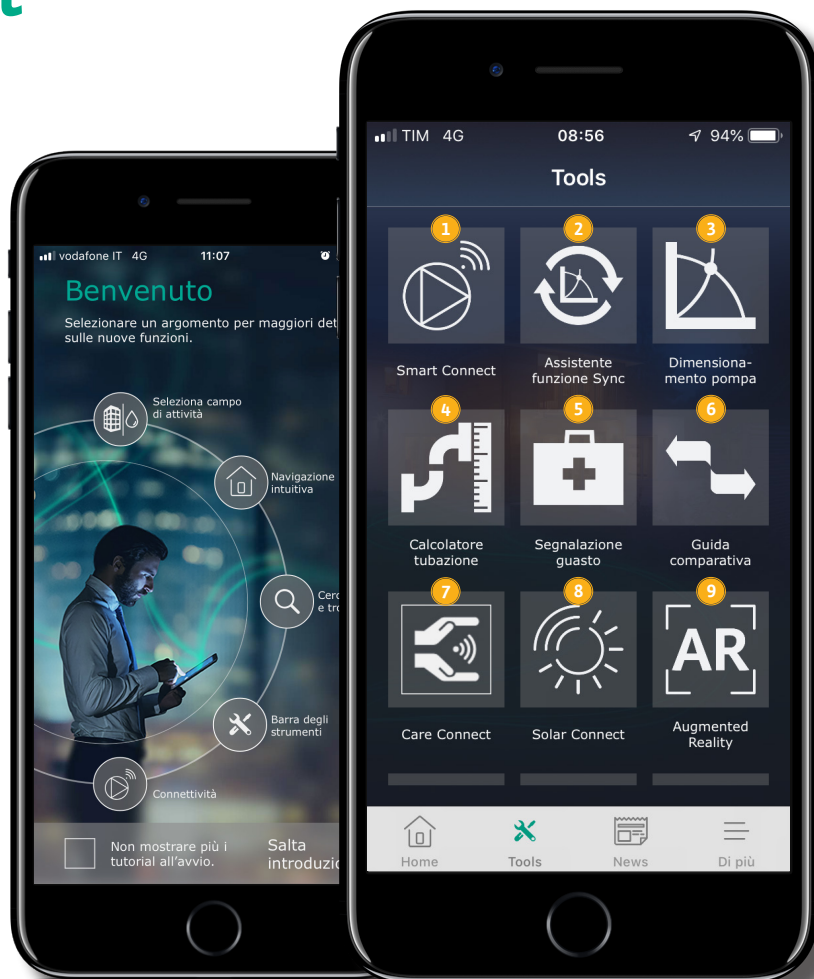 vodafone IT 4G 11:07
Benvenuto
Selezionare un argomento per maggiori det
sulle nuove funzioni.
Seleziona campo
di attività
Navigazione
intuitiva
Cerc
e tro
Barra degli
strumenti
Connettività
Non mostrare più i
tutorial all'avvio.
Salta
introduzio
TIM 4G 08:56 94%
Tools
1 2 3
Smart Connect
Assistente
funzione Sync
Dimensiona-
mento pompa
4 5 6
Calcolatore
tubazione
Segnalazione
guasto
Guida
comparativa
7 8 9
AR
Care Connect
Solar Connect
Augmented
Reality
Home Tools News Di più